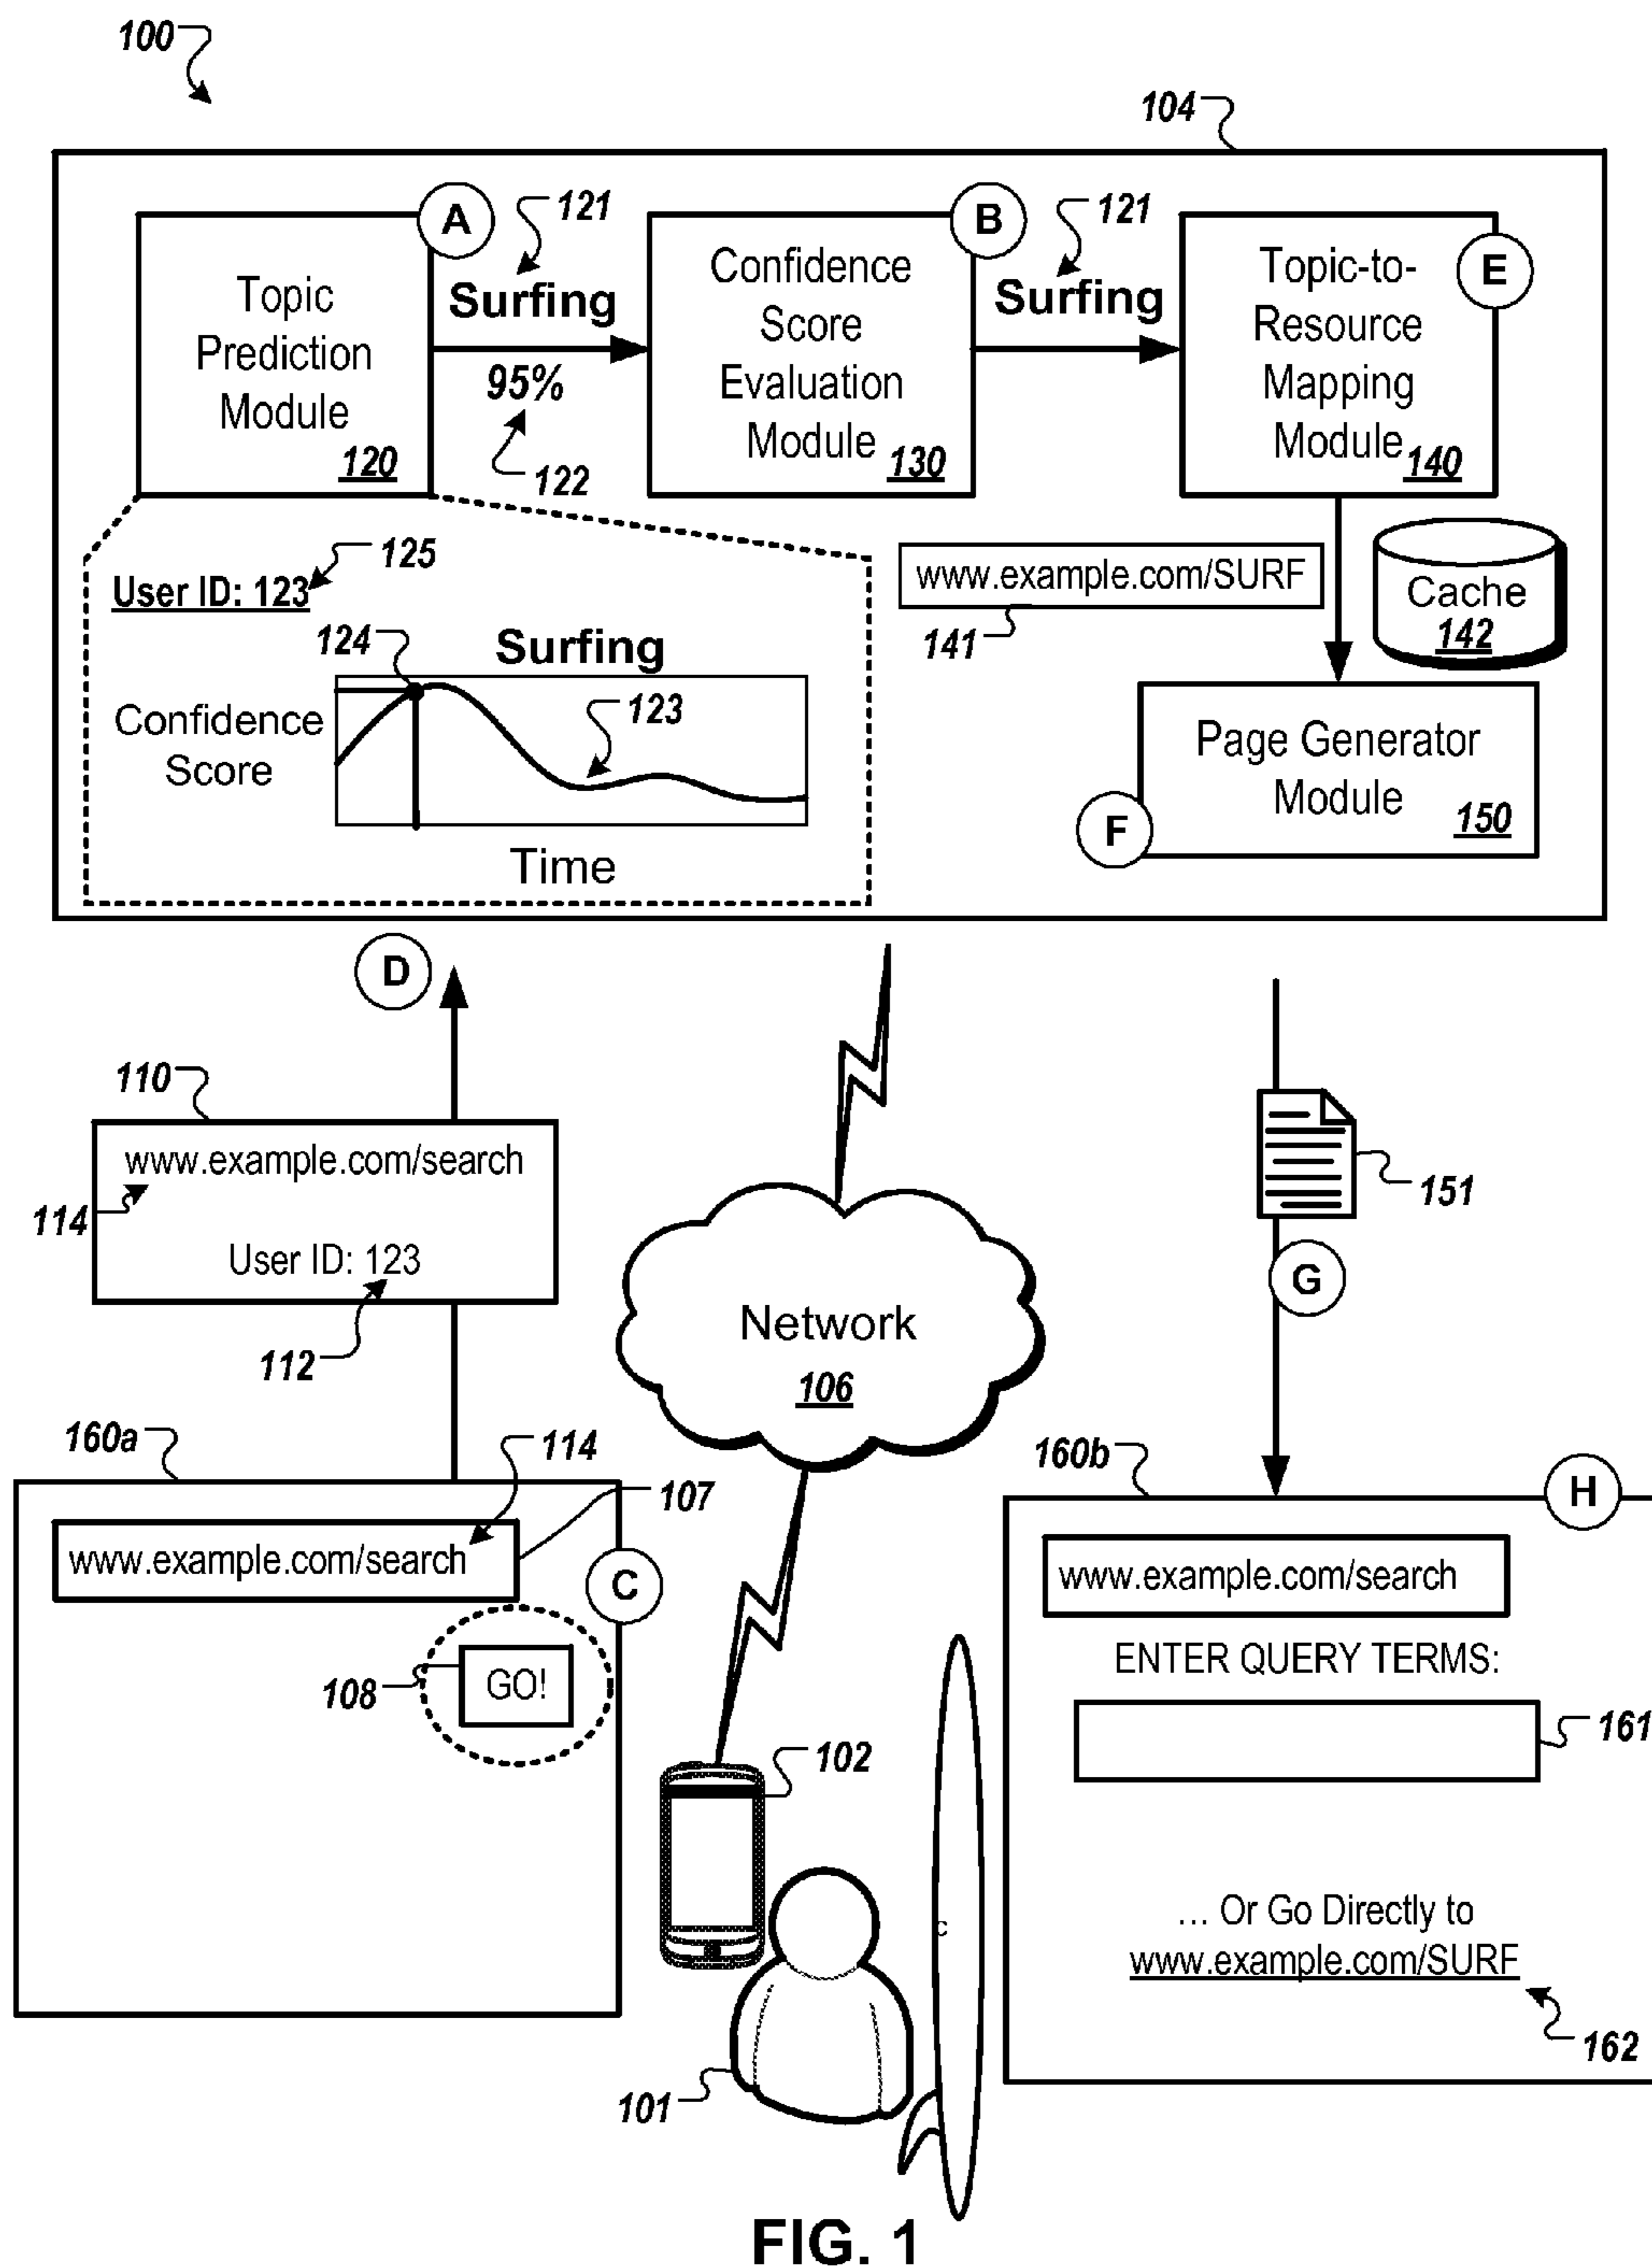 100
104
A
121
B
121
E
Topic
Prediction
Module
120
Surfing
95%
122
Confidence
Score
Evaluation
Module
130
Surfing
Topic-to-
Resource
Mapping
Module
140
125
User ID: 123
124
Surfing
123
Confidence
Score
Time
www.example.com/SURF
141
Cache
142
Page Generator
Module
150
F
D
110
www.example.com/search
114
User ID: 123
112
151
G
Network
106
160a
114
107
www.example.com/search
C
GO!
108
160b
H
www.example.com/search
ENTER QUERY TERMS:
161
... Or Go Directly to
www.example.com/SURF
162
102
c
101
FIG. 1